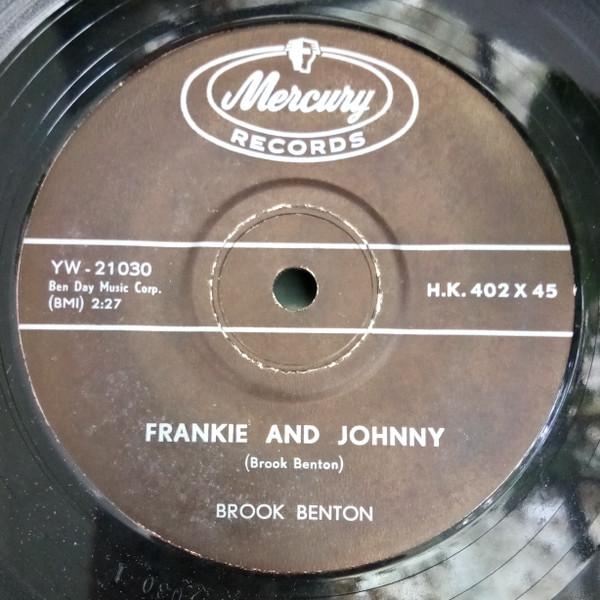 Mercury
RECORDS
YW-21030
Ben Day Music Corp.
(BMI) 2:27
H.K. 402 X 45
FRANKIE AND JOHNNY
(Brook Benton)
BROOK BENTON